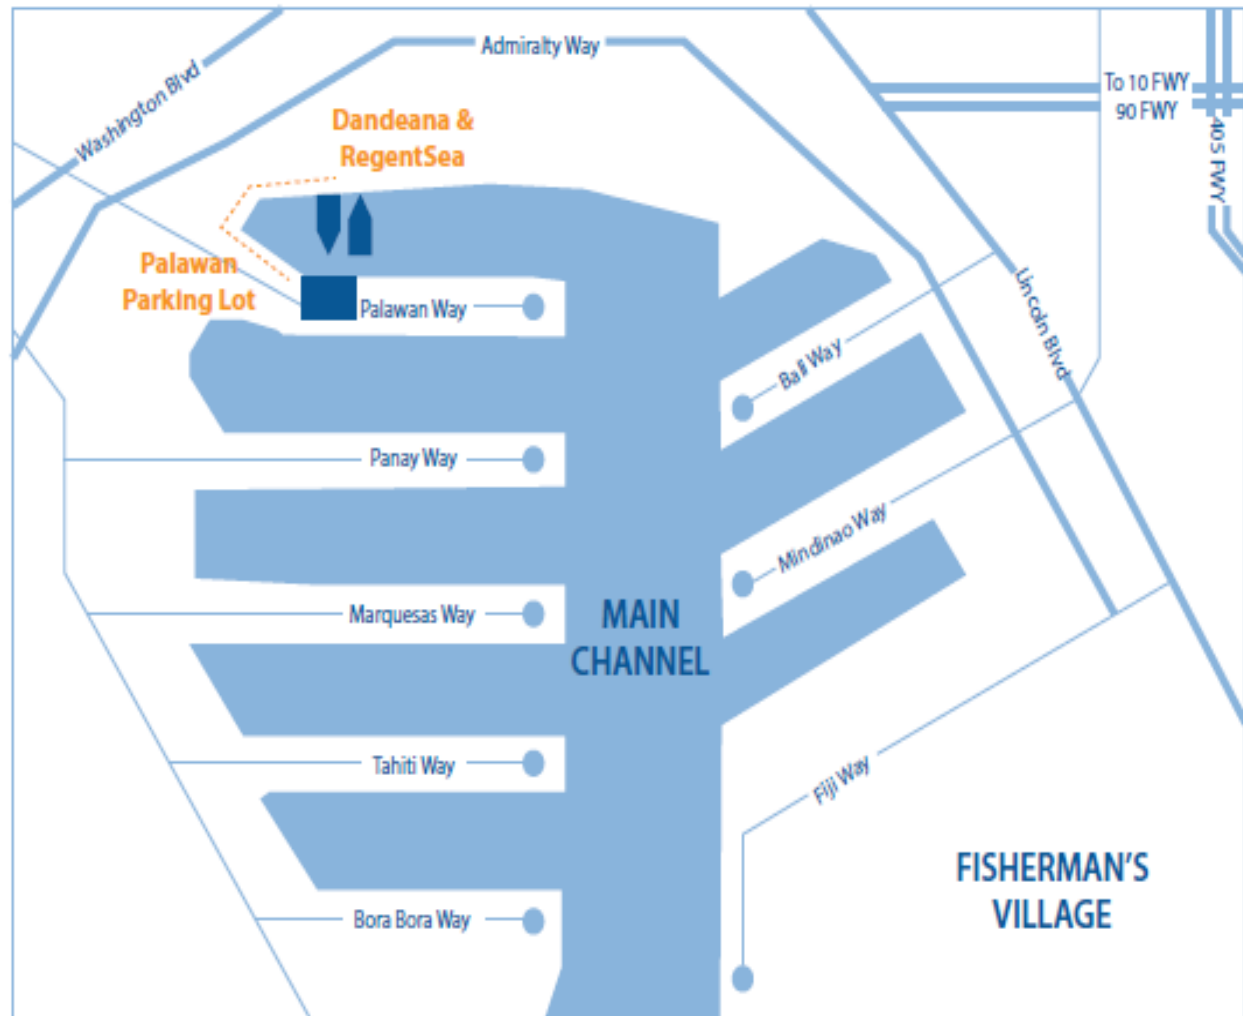 Admiralty Way
Washington Blvd
To 10 FWY
90 FWY
405 FWY
Dandeana &
RegentSea
Palawan
Parking Lot
Palawan Way
Lincoln Blvd
Bali Way
Panay Way
Mindinao Way
Marquesas Way
MAIN
CHANNEL
Tahiti Way
Fiji Way
FISHERMAN'S
VILLAGE
Bora Bora Way